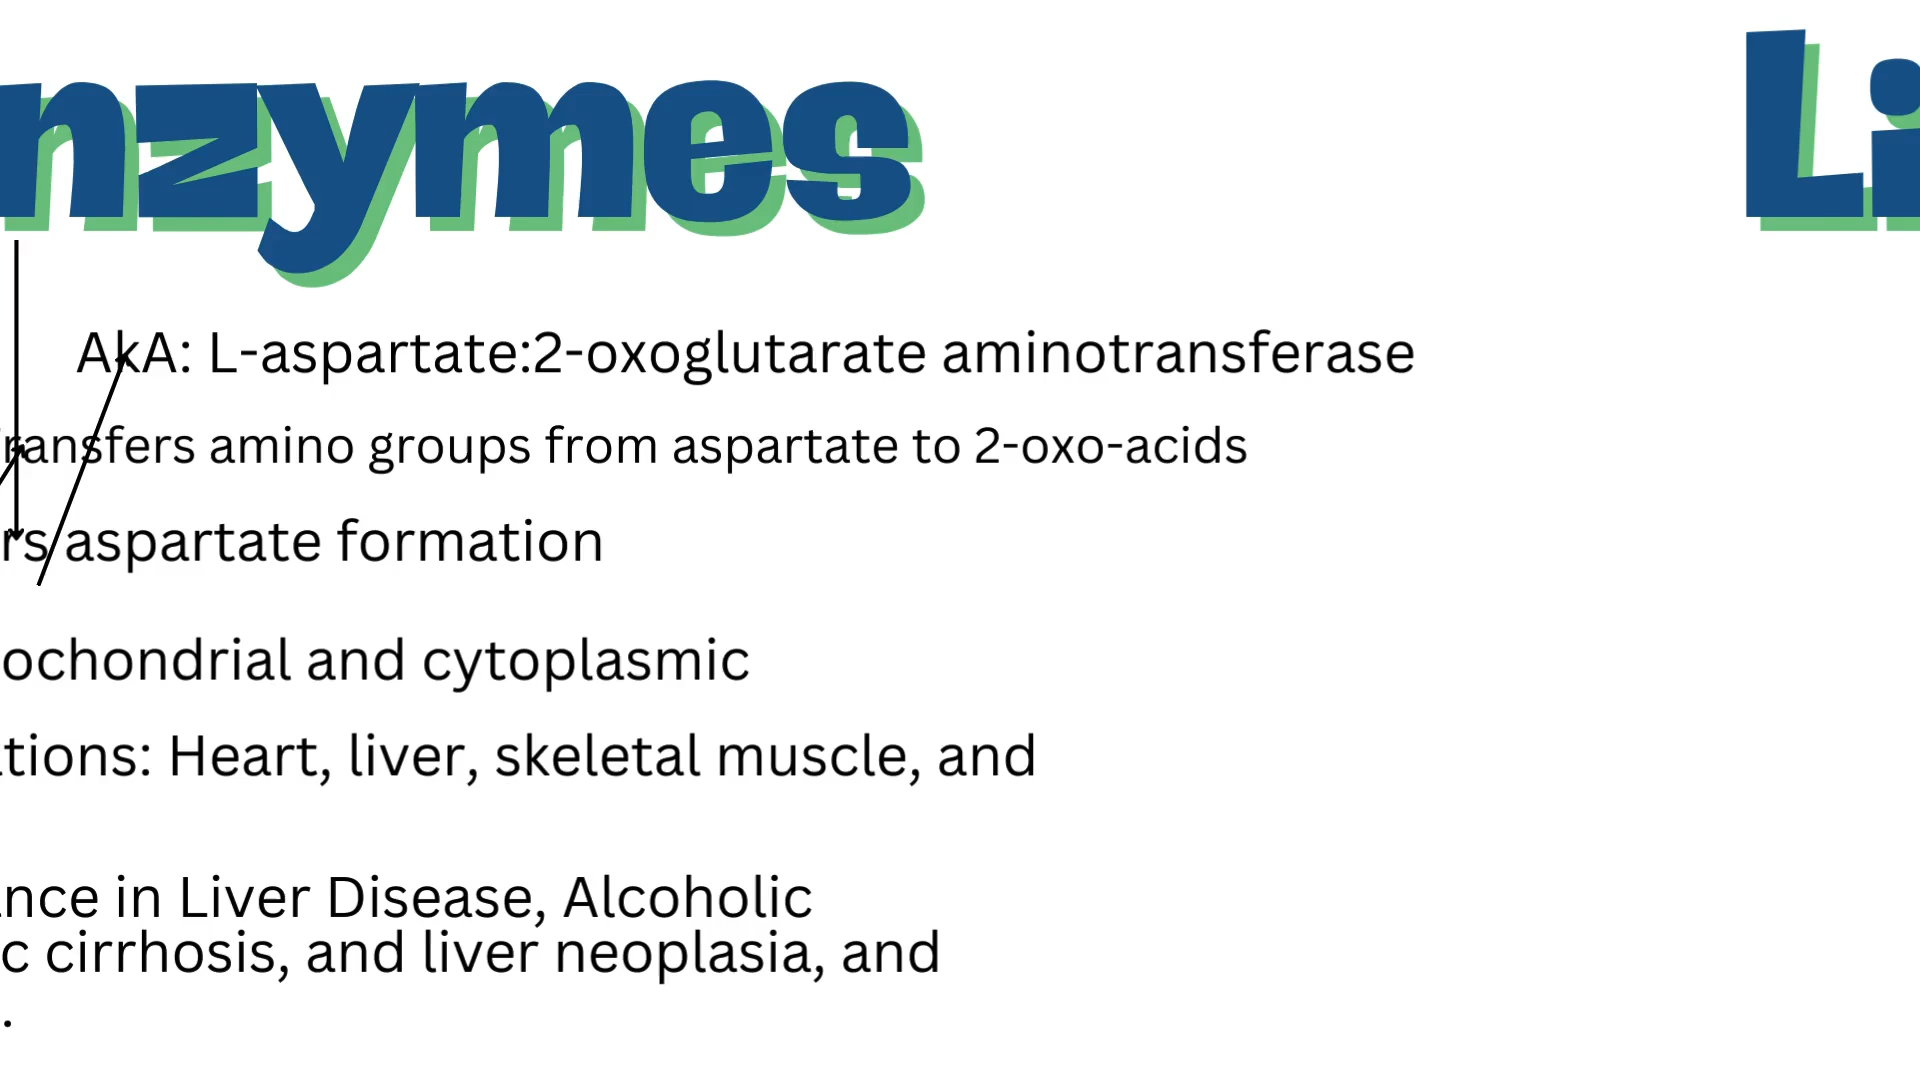 nzymes Li
AkA: L-aspartate:2-oxoglutarate aminotransferase
ransfers amino groups from aspartate to 2-oxo-acids
rs aspartate formation
ochondrial and cytoplasmic
tions: Heart, liver, skeletal muscle, and
nce in Liver Disease, Alcoholic
c cirrhosis, and liver neoplasia, and
.